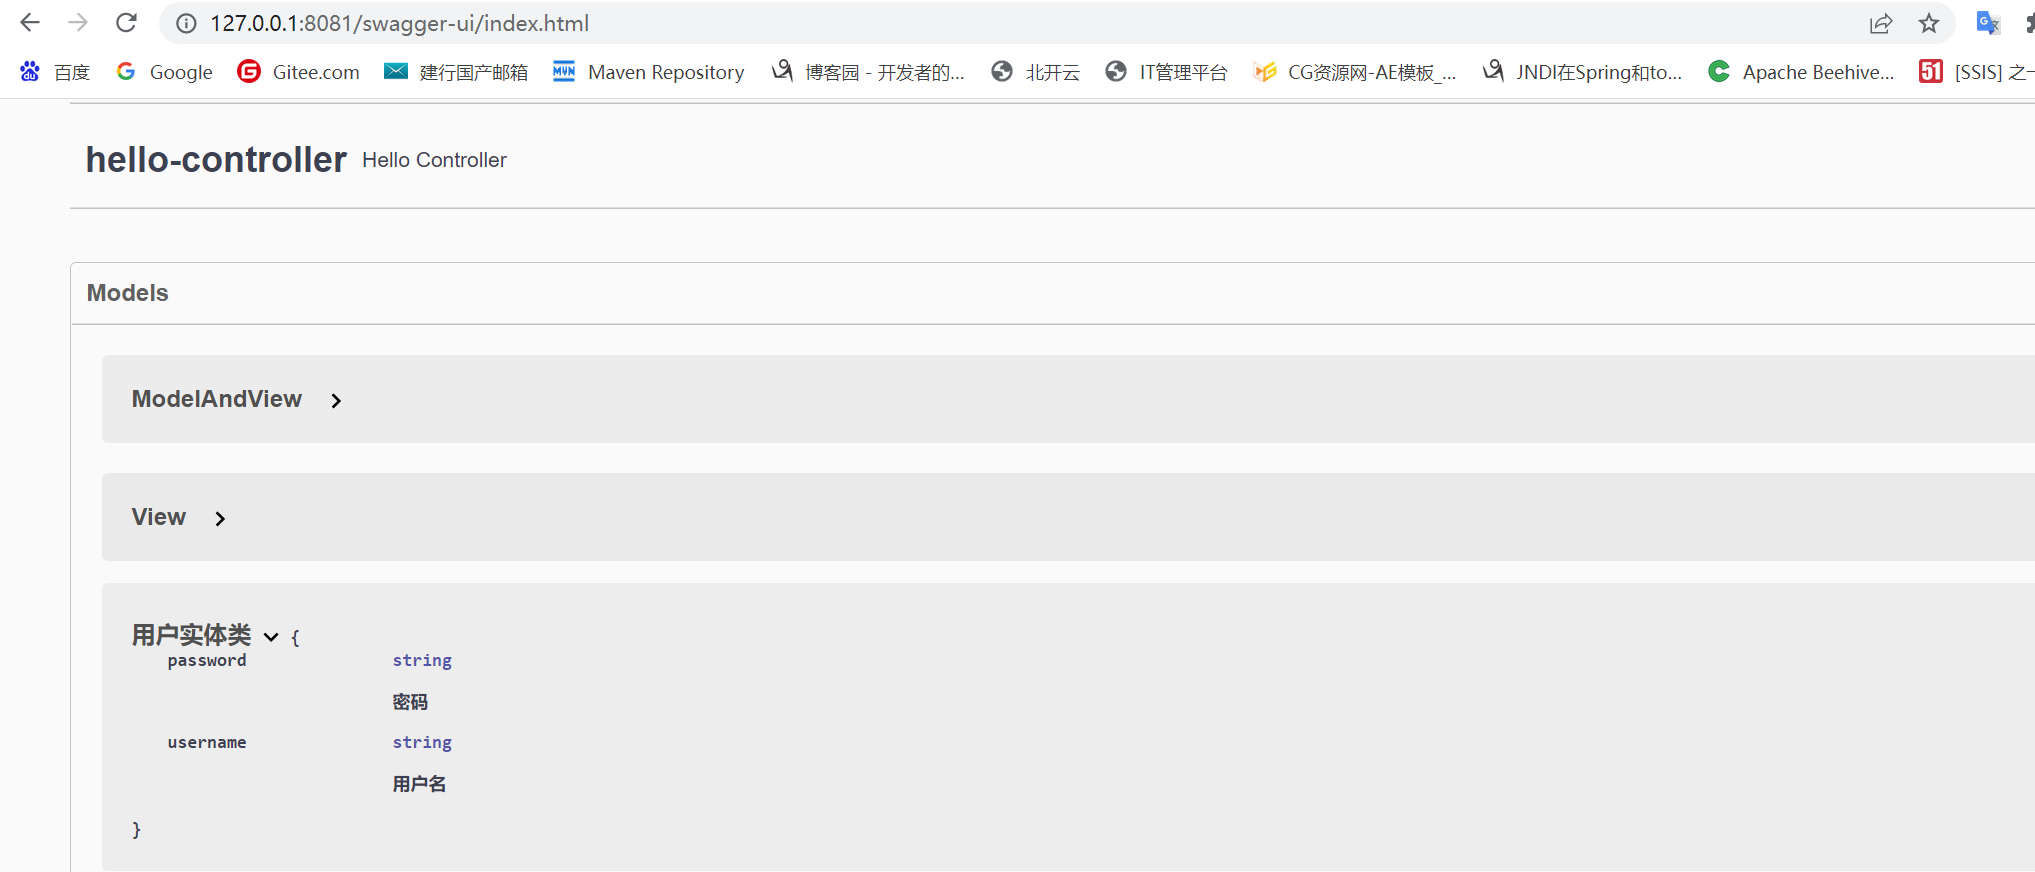 127.0.0.1:8081/swagger-ui/index.html
百度 Google Gitee.com 建行国产邮箱 Maven Repository 博客园 - 开发者的... 北开云 IT管理平台 CG资源网-AE模板_... JNDI在Spring和to... Apache Beehive... [SSIS] 之一
hello-controller Hello Controller
Models
ModelAndView
View
用户实体类 {
password string
密码
username string
用户名
}